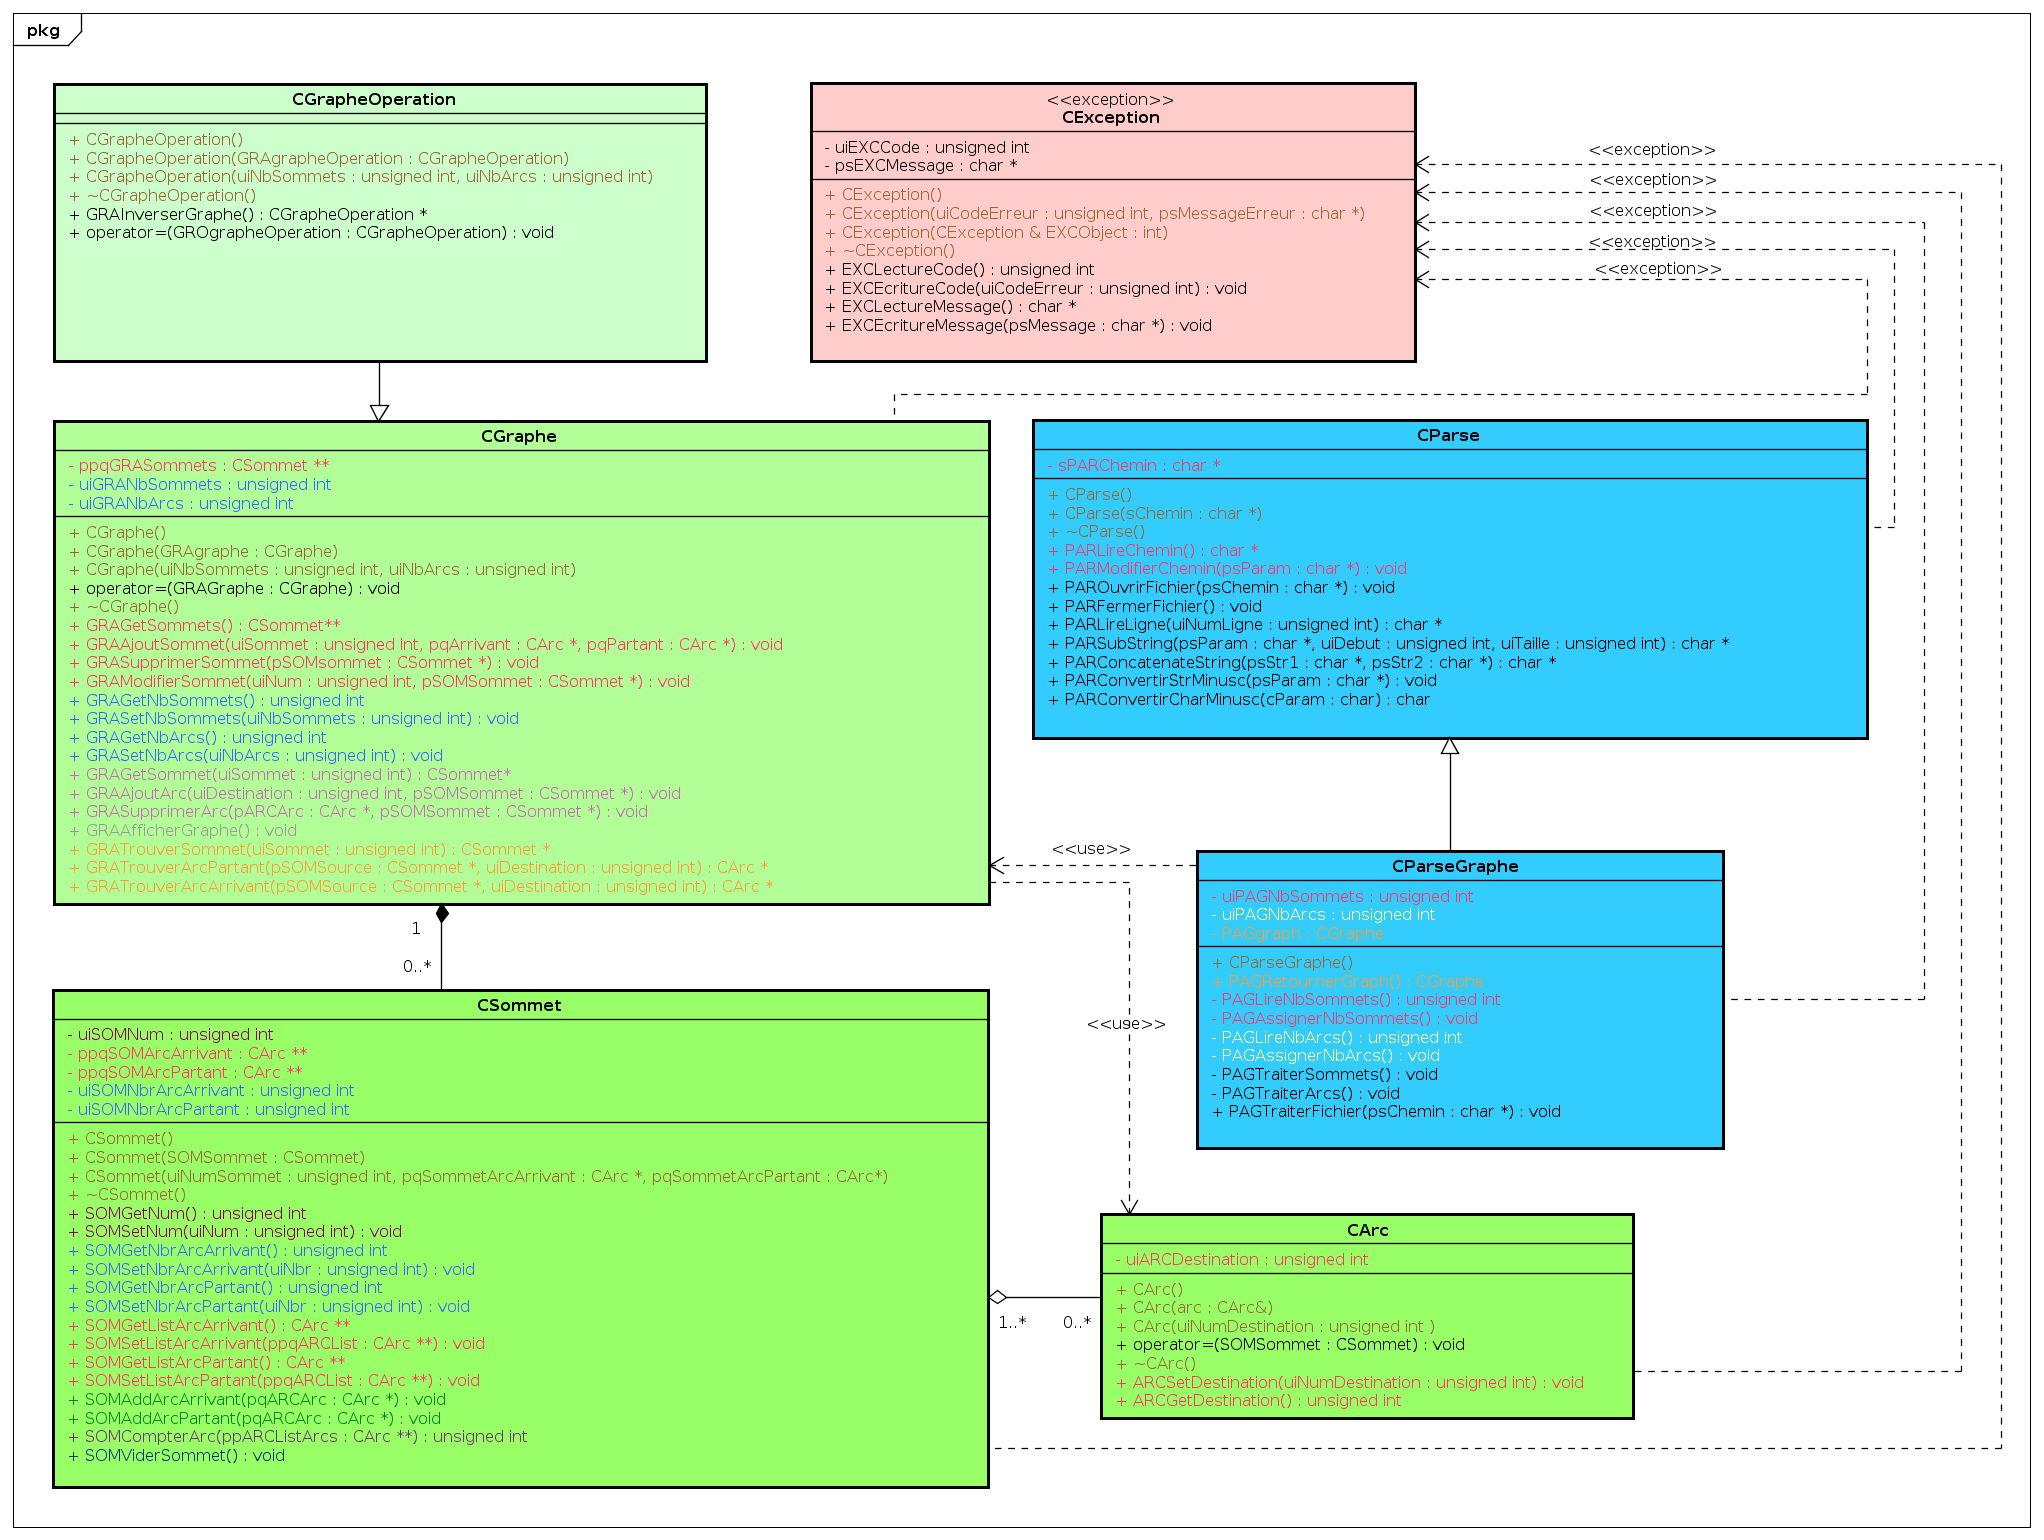 pkg
CGrapheOperation
+ CGrapheOperation()
+ CGrapheOperation(GRAgrapheOperation : CGrapheOperation)
+ CGrapheOperation(uiNbSommets : unsigned int, uiNbArcs : unsigned int)
+ ~CGrapheOperation()
+ GRAInverserGraphe() : CGrapheOperation *
+ operator=(GROgrapheOperation : CGrapheOperation) : void
<<exception>>
CException
- uiEXCCode : unsigned int
- psEXCMessage : char *
+ CException()
+ CException(uiCodeErreur : unsigned int, psMessageErreur : char *)
+ CException(CException & EXCObject : int)
+ ~CException()
+ EXCLectureCode() : unsigned int
+ EXCEcritureCode(uiCodeErreur : unsigned int) : void
+ EXCLectureMessage() : char *
+ EXCEcritureMessage(psMessage : char *) : void
<<exception>>
<<exception>>
<<exception>>
<<exception>>
<<exception>>
CGraphe
- ppqGRASommets : CSommet **
- uiGRANbSommets : unsigned int
- uiGRANbArcs : unsigned int
+ CGraphe()
+ CGraphe(GRAgraphe : CGraphe)
+ CGraphe(uiNbSommets : unsigned int, uiNbArcs : unsigned int)
+ operator=(GRAGraphe : CGraphe) : void
+ ~CGraphe()
+ GRAGetSommets() : CSommet**
+ GRAAjoutSommet(uiSommet : unsigned int, pqArrivant : CArc *, pqPartant : CArc *) : void
+ GRASupprimerSommet(pSOMsommet : CSommet *) : void
+ GRAModifierSommet(uiNum : unsigned int, pSOMSommet : CSommet *) : void
+ GRAGetNbSommets() : unsigned int
+ GRASetNbSommets(uiNbSommets : unsigned int) : void
+ GRAGetNbArcs() : unsigned int
+ GRASetNbArcs(uiNbArcs : unsigned int) : void
+ GRAGetSommet(uiSommet : unsigned int) : CSommet*
+ GRAAjoutArc(uiDestination : unsigned int, pSOMSommet : CSommet *) : void
+ GRASupprimerArc(pARCArc : CArc *, pSOMSommet : CSommet *) : void
+ GRAAfficherGraphe() : void
+ GRATrouverSommet(uiSommet : unsigned int) : CSommet *
+ GRATrouverArcPartant(pSOMSource : CSommet *, uiDestination : unsigned int) : CArc *
+ GRATrouverArcArrivant(pSOMSource : CSommet *, uiDestination : unsigned int) : CArc *
CParse
- sPARChemin : char *
+ CParse()
+ CParse(sChemin : char *)
+ ~CParse()
+ PARLireChemin() : char *
+ PARModifierChemin(psParam : char *) : void
+ PAROuvrirFichier(psChemin : char *) : void
+ PARFermerFichier() : void
+ PARLireLigne(uiNumLigne : unsigned int) : char *
+ PARSubString(psParam : char *, uiDebut : unsigned int, uiTaille : unsigned int) : char *
+ PARConcatenateString(psStr1 : char *, psStr2 : char *) : char *
+ PARConvertirStrMinusc(psParam : char *) : void
+ PARConvertirCharMinusc(cParam : char) : char
<<use>>
<<use>>
CParseGraphe
- uiPAGNbSommets : unsigned int
- uiPAGNbArcs : unsigned int
- PAGgraph : CGraphe
+ CParseGraphe()
+ PAGRetournerGraph() : CGraphe
- PAGLireNbSommets() : unsigned int
- PAGAssignerNbSommets() : void
- PAGLireNbArcs() : unsigned int
- PAGAssignerNbArcs() : void
- PAGTraiterSommets() : void
- PAGTraiterArcs() : void
+ PAGTraiterFichier(psChemin : char *) : void
1
0..*
CSommet
- uiSOMNum : unsigned int
- ppqSOMArcArrivant : CArc **
- ppqSOMArcPartant : CArc **
- uiSOMNbrArcArrivant : unsigned int
- uiSOMNbrArcPartant : unsigned int
+ CSommet()
+ CSommet(SOMSommet : CSommet)
+ CSommet(uiNumSommet : unsigned int, pqSommetArcArrivant : CArc *, pqSommetArcPartant : CArc*)
+ ~CSommet()
+ SOMGetNum() : unsigned int
+ SOMSetNum(uiNum : unsigned int) : void
+ SOMGetNbrArcArrivant() : unsigned int
+ SOMSetNbrArcArrivant(uiNbr : unsigned int) : void
+ SOMGetNbrArcPartant() : unsigned int
+ SOMSetNbrArcPartant(uiNbr : unsigned int) : void
+ SOMGetListArcArrivant() : CArc **
+ SOMSetListArcArrivant(ppqARCList : CArc **) : void
+ SOMGetListArcPartant() : CArc **
+ SOMSetListArcPartant(ppqARCList : CArc **) : void
+ SOMAddArcArrivant(pqARCArc : CArc *) : void
+ SOMAddArcPartant(pqARCArc : CArc *) : void
+ SOMCompterArc(ppARCListArcs : CArc **) : unsigned int
+ SOMViderSommet() : void
1..*
0..*
CArc
- uiARCDestination : unsigned int
+ CArc()
+ CArc(arc : CArc&)
+ CArc(uiNumDestination : unsigned int )
+ operator=(SOMSommet : CSommet) : void
+ ~CArc()
+ ARCSetDestination(uiNumDestination : unsigned int) : void
+ ARCGetDestination() : unsigned int